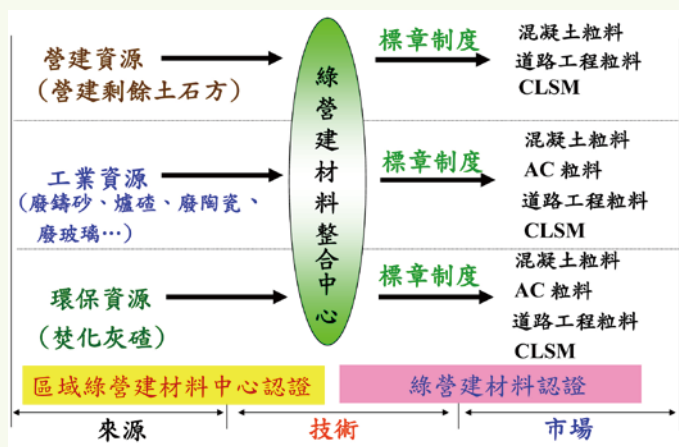 營建資源
(營建剩餘土石方)
綠營建材料整合中心
標章制度
混凝土粒料
道路工程粒料
CLSM
工業資源
(廢鑄砂、爐碴、廢陶瓷、
廢玻璃…)
標章制度
混凝土粒料
AC 粒料
道路工程粒料
CLSM
環保資源
(焚化灰碴)
標章制度
混凝土粒料
AC 粒料
道路工程粒料
CLSM
區域綠營建材料中心認證
綠營建材料認證
來源
技術
市場